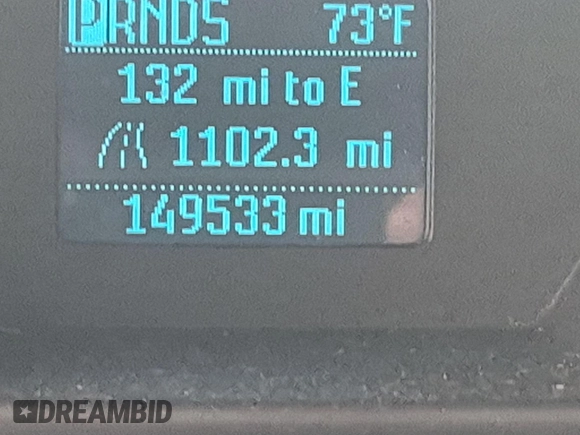 PRNDS 73°F
132 mi to E
1102.3 mi
149533 mi
DREAMBID